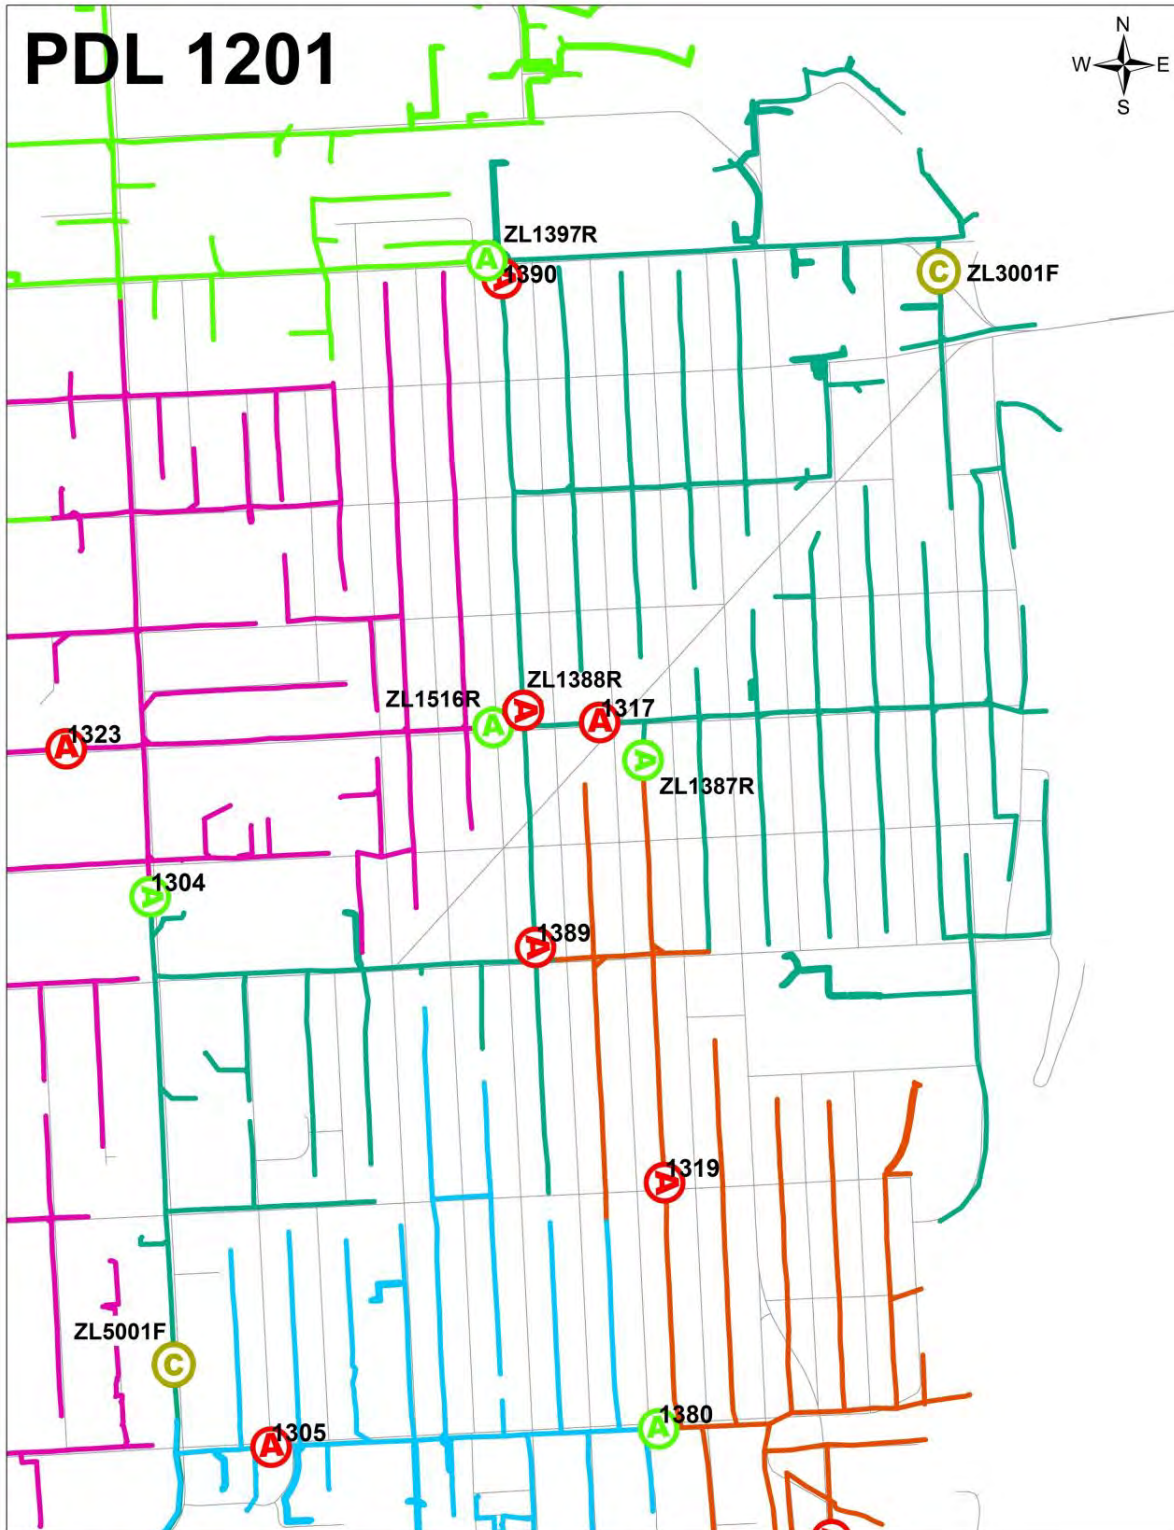 PDL 1201
N
W E
S
ZL1397R
A
A
1390
C
ZL3001F
ZL1388R
ZL1516R
A
A
1317
A
1323
A
A
ZL1387R
1304
A
1389
A
1319
A
ZL5001F
C
1380
A
1305
A